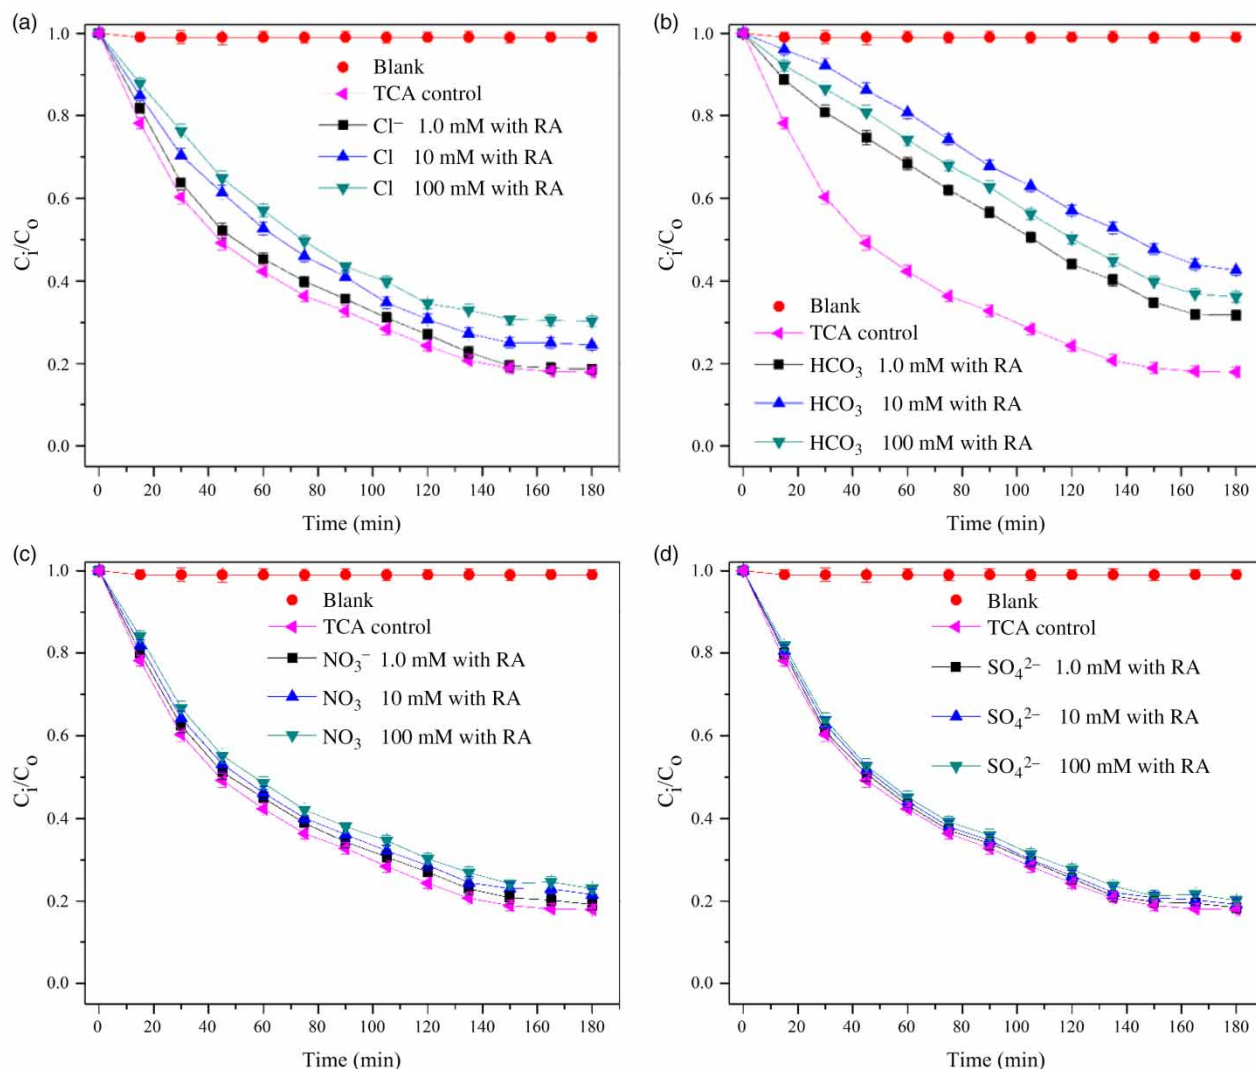 (a)
1.0
0.8
0.6
0.4
0.2
0.0
Ci/Co
Blank
TCA control
Cl– 1.0 mM with RA
Cl 10 mM with RA
Cl 100 mM with RA
0 20 40 60 80 100 120 140 160 180
Time (min)
(b)
1.0
0.8
0.6
0.4
0.2
0.0
Ci/Co
Blank
TCA control
HCO3 1.0 mM with RA
HCO3 10 mM with RA
HCO3 100 mM with RA
0 20 40 60 80 100 120 140 160 180
Time (min)
(c)
1.0
0.8
0.6
0.4
0.2
0.0
Ci/Co
Blank
TCA control
NO3– 1.0 mM with RA
NO3 10 mM with RA
NO3 100 mM with RA
0 20 40 60 80 100 120 140 160 180
Time (min)
(d)
1.0
0.8
0.6
0.4
0.2
0.0
Ci/Co
Blank
TCA control
SO42– 1.0 mM with RA
SO42– 10 mM with RA
SO42– 100 mM with RA
0 20 40 60 80 100 120 140 160 180
Time (min)